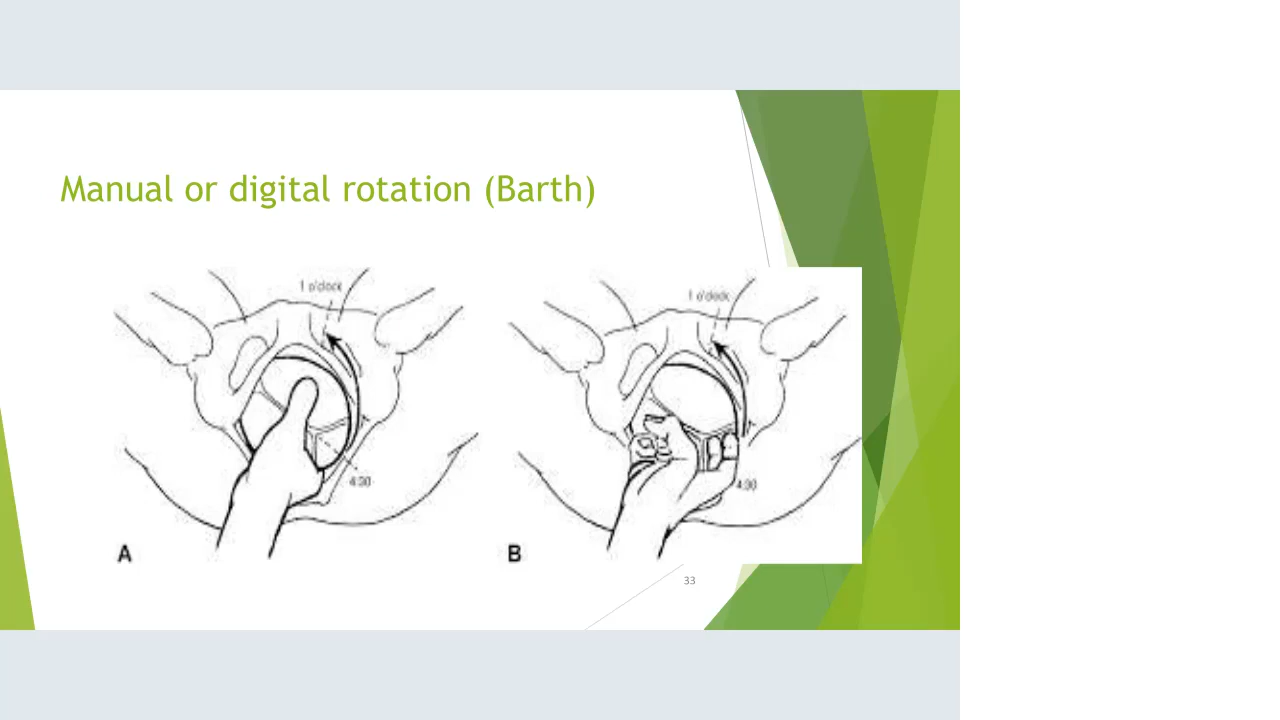 Manual or digital rotation (Barth)
1 o'clock
1 o'clock
4:30
4:30
A
B
33